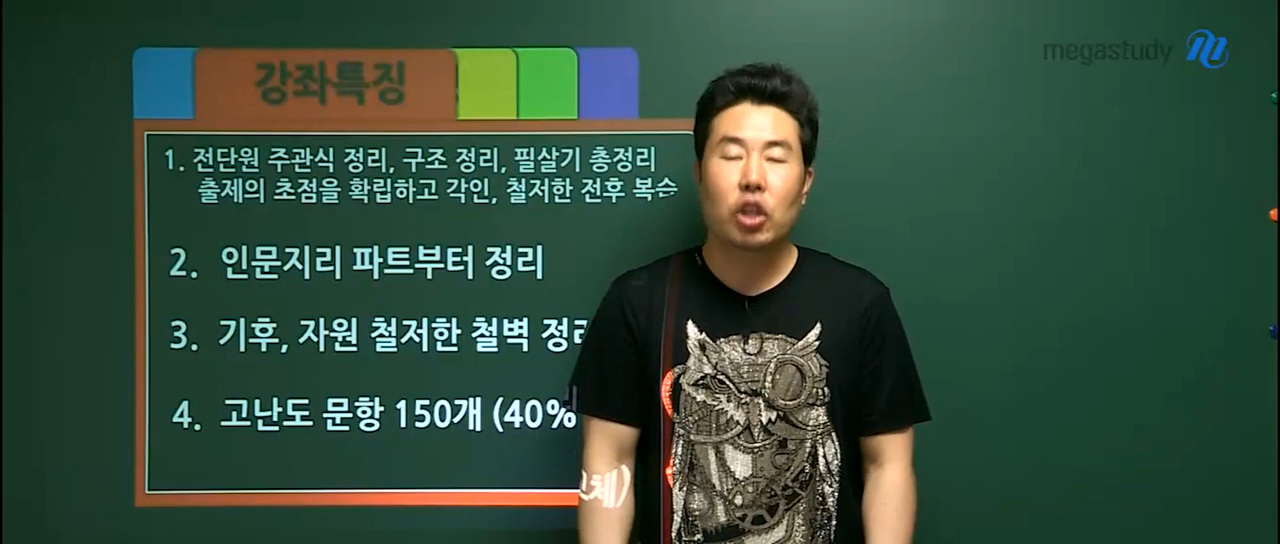 megastudy
강좌특징
1. 전단원 주관식 정리, 구조 정리, 필살기 총정리
출제의 초점을 확립하고 각인, 철저한 전후 복습
2. 인문지리 파트부터 정리
3. 기후, 자원 철저한 철벽 정리
4. 고난도 문항 150개 (40%
체)